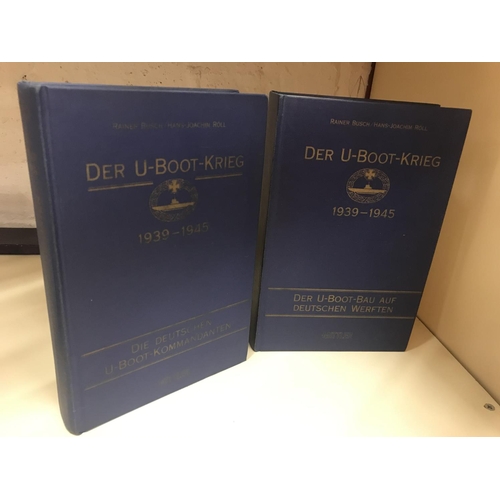 RAINER BUSCH · HANS-JOACHIM RÖLL
DER U-BOOT-KRIEG
1939–1945
DIE DEUTSCHEN
U-BOOT-KOMMANDANTEN
RAINER BUSCH · HANS-JOACHIM RÖLL
DER U-BOOT-KRIEG
1939–1945
DER U-BOOT-BAU AUF
DEUTSCHEN WERFTEN